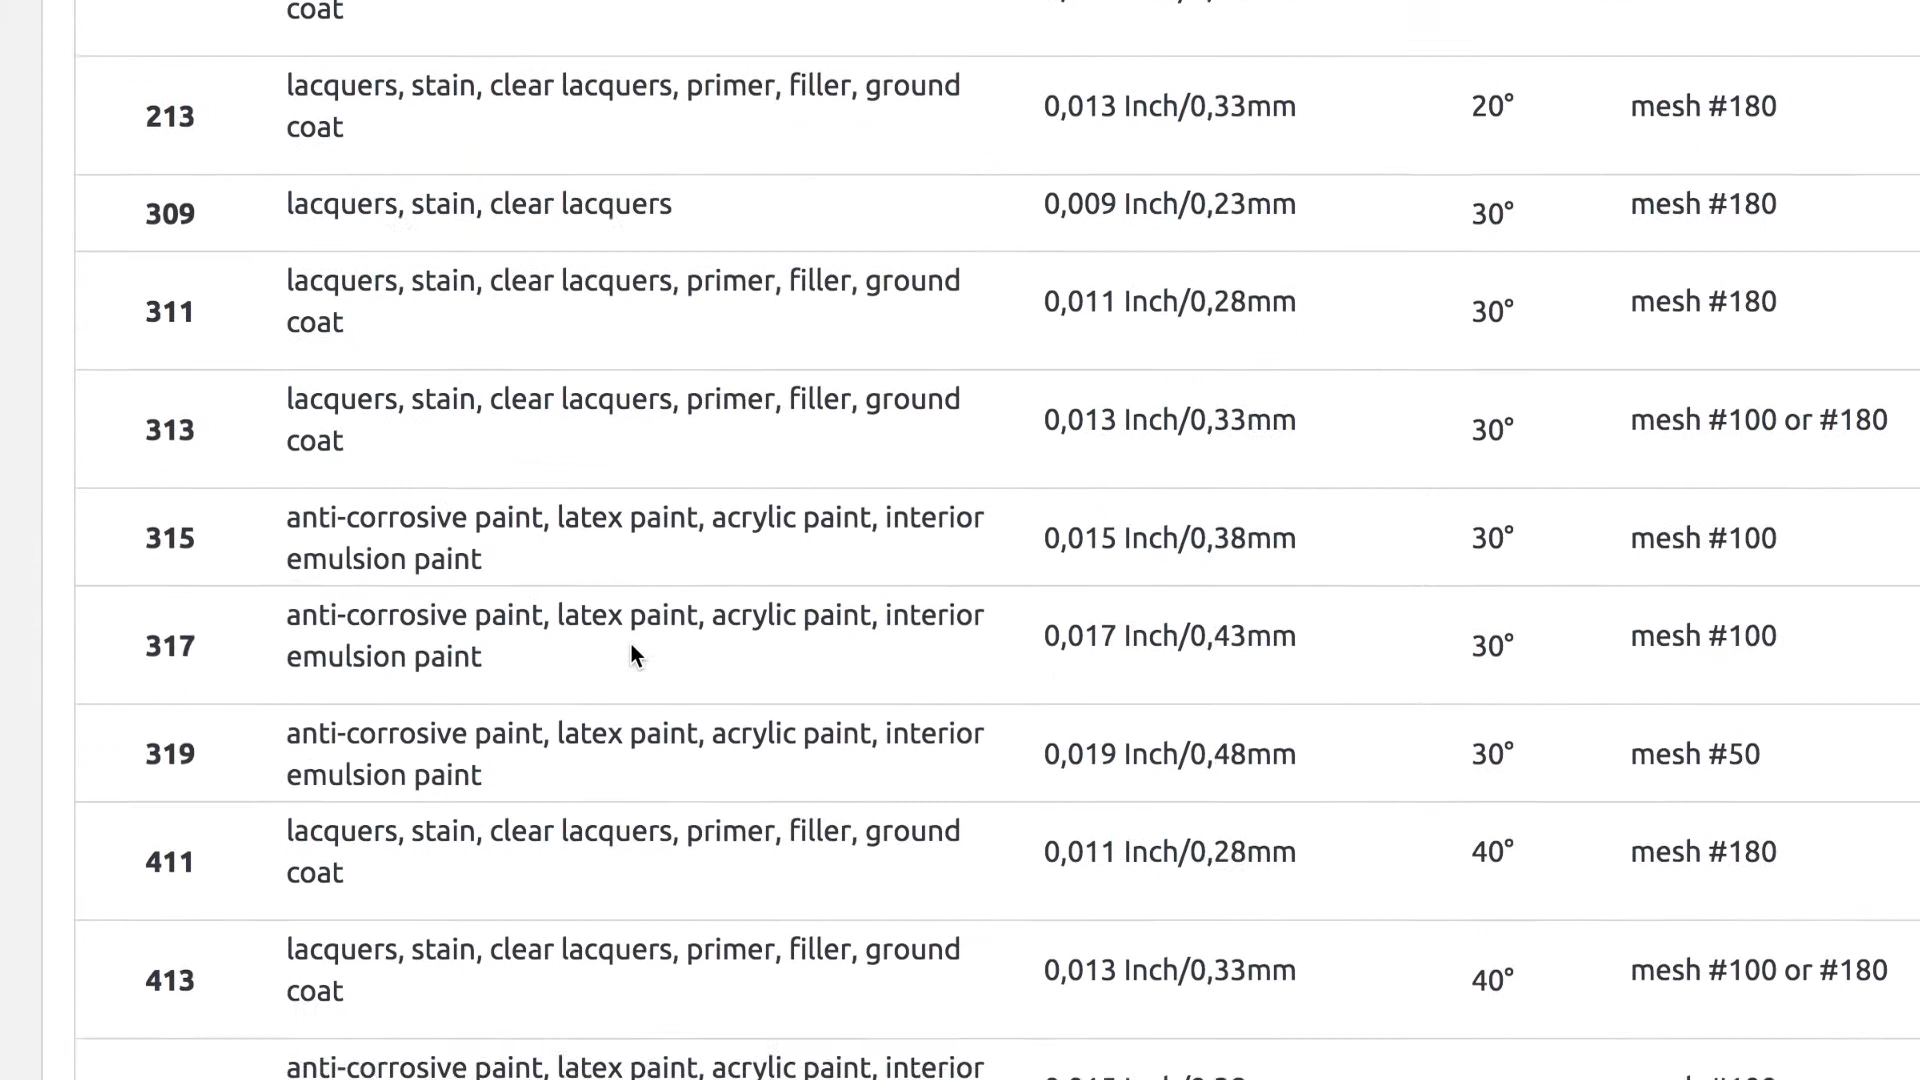 coat
213 lacquers, stain, clear lacquers, primer, filler, ground 0,013 Inch/0,33mm 20° mesh #180
coat
309 lacquers, stain, clear lacquers 0,009 Inch/0,23mm 30° mesh #180
311 lacquers, stain, clear lacquers, primer, filler, ground 0,011 Inch/0,28mm 30° mesh #180
coat
313 lacquers, stain, clear lacquers, primer, filler, ground 0,013 Inch/0,33mm 30° mesh #100 or #180
coat
315 anti-corrosive paint, latex paint, acrylic paint, interior 0,015 Inch/0,38mm 30° mesh #100
emulsion paint
317 anti-corrosive paint, latex paint, acrylic paint, interior 0,017 Inch/0,43mm 30° mesh #100
emulsion paint
319 anti-corrosive paint, latex paint, acrylic paint, interior 0,019 Inch/0,48mm 30° mesh #50
emulsion paint
411 lacquers, stain, clear lacquers, primer, filler, ground 0,011 Inch/0,28mm 40° mesh #180
coat
413 lacquers, stain, clear lacquers, primer, filler, ground 0,013 Inch/0,33mm 40° mesh #100 or #180
coat
anti-corrosive paint, latex paint, acrylic paint, interior